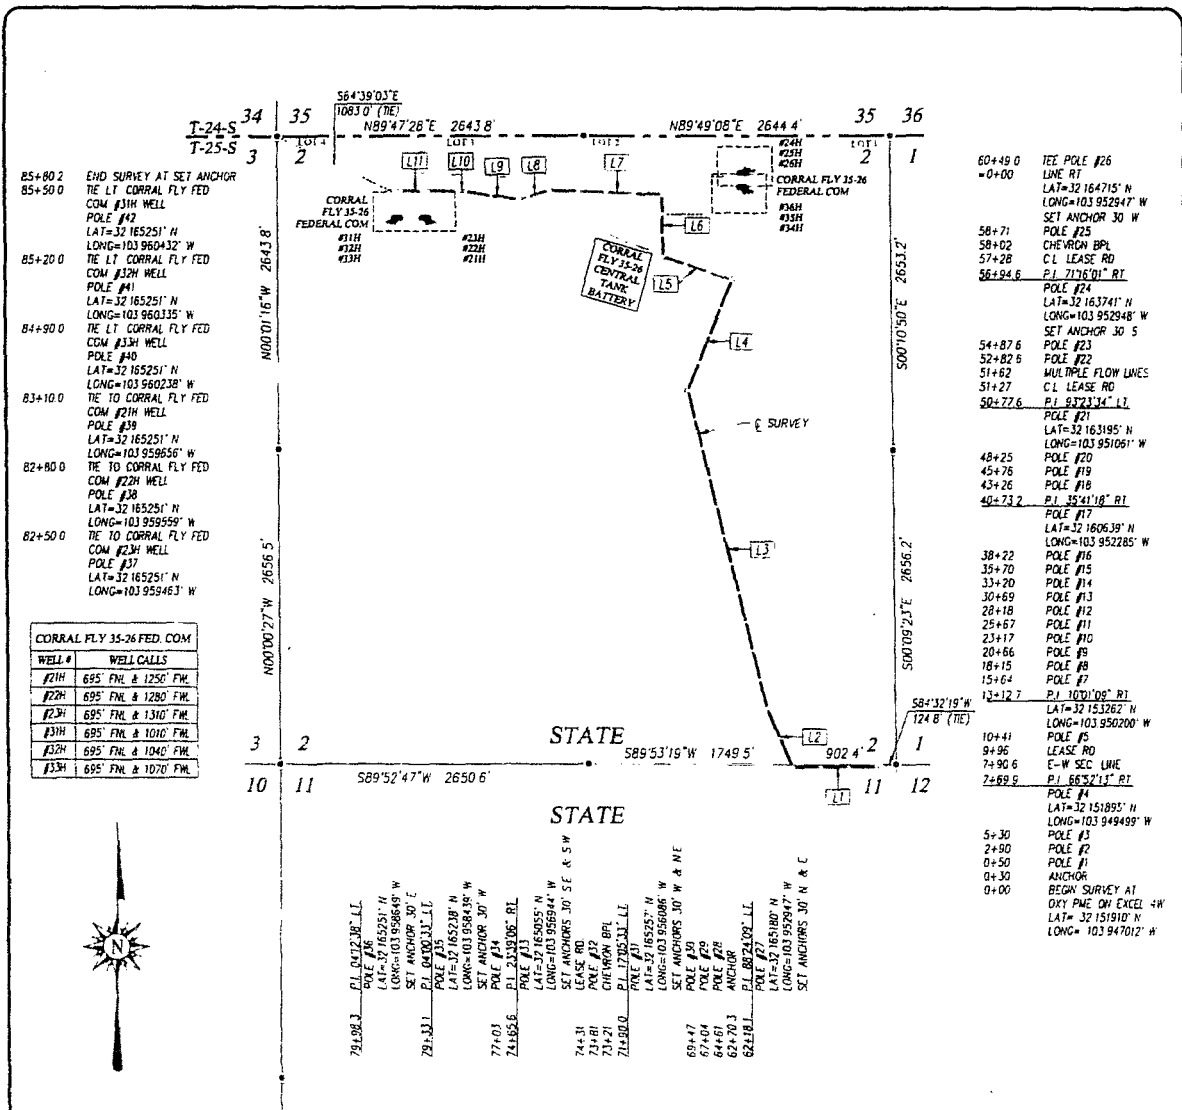 S64°39'03"E
1083.0' (TIE)
34 35
T-24-S
T-25-S
3 2
LOT 4
N89°47'28"E 2643.8'
LOT 3
LOT 2
N89°49'08"E 2644.4'
LOT 1
35 36
2 1
L11
L10
L9
L8
L7
#24H
#25H
#26H
CORRAL FLY 35-26
FEDERAL COM
#36H
#35H
#34H
CORRAL
FLY 35-26
FEDERAL COM
#31H
#32H
#33H
#23H
#22H
#21H
L6
CORRAL
FLY 35-26
CENTRAL
TANK
BATTERY
L5
L4
℄ SURVEY
L3
L2
L1
N00°01'16"W 2643.8'
N00°00'27"W 2656.5'
S00°10'50"E 2653.2'
S00°09'23"E 2656.2'
S84°32'19"W
124.8' (TIE)
STATE
3 2
10 11
S89°52'47"W 2650.6'
S89°53'19"W 1749.5'
902.4'
2 1
11 12
STATE
85+80.2 END SURVEY AT SET ANCHOR
85+50.0 TIE LT CORRAL FLY FED
COM #31H WELL
POLE #42
LAT=32.165251° N
LONG=103.960432° W
85+20.0 TIE LT CORRAL FLY FED
COM #32H WELL
POLE #41
LAT=32.165251° N
LONG=103.960335° W
84+90.0 TIE LT CORRAL FLY FED
COM #33H WELL
POLE #40
LAT=32.165251° N
LONG=103.960238° W
83+10.0 TIE TO CORRAL FLY FED
COM #21H WELL
POLE #39
LAT=32.165251° N
LONG=103.959656° W
82+80.0 TIE TO CORRAL FLY FED
COM #22H WELL
POLE #38
LAT=32.165251° N
LONG=103.959559° W
82+50.0 TIE TO CORRAL FLY FED
COM #23H WELL
POLE #37
LAT=32.165251° N
LONG=103.959463° W
CORRAL FLY 35-26 FED. COM
WELL # WELL CALLS
#21H 695' FNL & 1250' FWL
#22H 695' FNL & 1280' FWL
#23H 695' FNL & 1310' FWL
#31H 695' FNL & 1010' FWL
#32H 695' FNL & 1040' FWL
#33H 695' FNL & 1070' FWL
N
79+98.3 P.I. 04°12'38" LT.
POLE #36
LAT=32.165251° N
LONG=103.958649° W
SET ANCHOR 30' E
79+33.1 P.I. 04°00'33" LT.
POLE #35
LAT=32.165238° N
LONG=103.958439° W
SET ANCHOR 30' W
77+03 POLE #34
74+65.6 P.I. 23°39'06" RT.
POLE #33
LAT=32.165055° N
LONG=103.956944° W
SET ANCHORS 30' SE & SW
74+31 LEASE RD.
73+81 POLE #32
73+21 CHEVRON BPL
71+90.0 P.I. 17°05'33" LT.
POLE #31
LAT=32.165257° N
LONG=103.956086° W
SET ANCHORS 30' W & NE
69+47 POLE #30
67+04 POLE #29
64+61 POLE #28
62+70.3 ANCHOR
62+18.1 P.I. 88°24'09" LT.
POLE #27
LAT=32.165180° N
LONG=103.952947° W
SET ANCHORS 30' N & E
60+49.0 TEE POLE #26
=0+00 LINE RT
LAT=32.164715° N
LONG=103.952947° W
SET ANCHOR 30' W
58+71 POLE #25
58+02 CHEVRON BPL
57+28 C.L. LEASE RD
56+94.6 P.I. 71°16'01" RT
POLE #24
LAT=32.163741° N
LONG=103.952948° W
SET ANCHOR 30' S
54+87.6 POLE #23
52+82.6 POLE #22
51+62 MULTIPLE FLOW LINES
51+27 C.L. LEASE RD
50+77.6 P.I. 93°23'34" LT.
POLE #21
LAT=32.163195° N
LONG=103.951061° W
48+25 POLE #20
45+76 POLE #19
43+26 POLE #18
40+73.2 P.I. 35°41'18" RT
POLE #17
LAT=32.160639° N
LONG=103.952285° W
38+22 POLE #16
35+70 POLE #15
33+20 POLE #14
30+69 POLE #13
28+18 POLE #12
25+67 POLE #11
23+17 POLE #10
20+66 POLE #9
18+15 POLE #8
15+64 POLE #7
13+12.7 P.I. 10°01'09" RT
LAT=32.153262° N
LONG=103.950200° W
10+41 POLE #5
9+96 LEASE RD
7+90.6 E-W SEC LINE
7+69.9 P.I. 66°52'13" RT
POLE #4
LAT=32.151895° N
LONG=103.949499° W
5+30 POLE #3
2+90 POLE #2
0+50 POLE #1
0+30 ANCHOR
0+00 BEGIN SURVEY AT
OXY PME ON EXCEL 4W
LAT= 32.151910° N
LONG= 103.947012° W